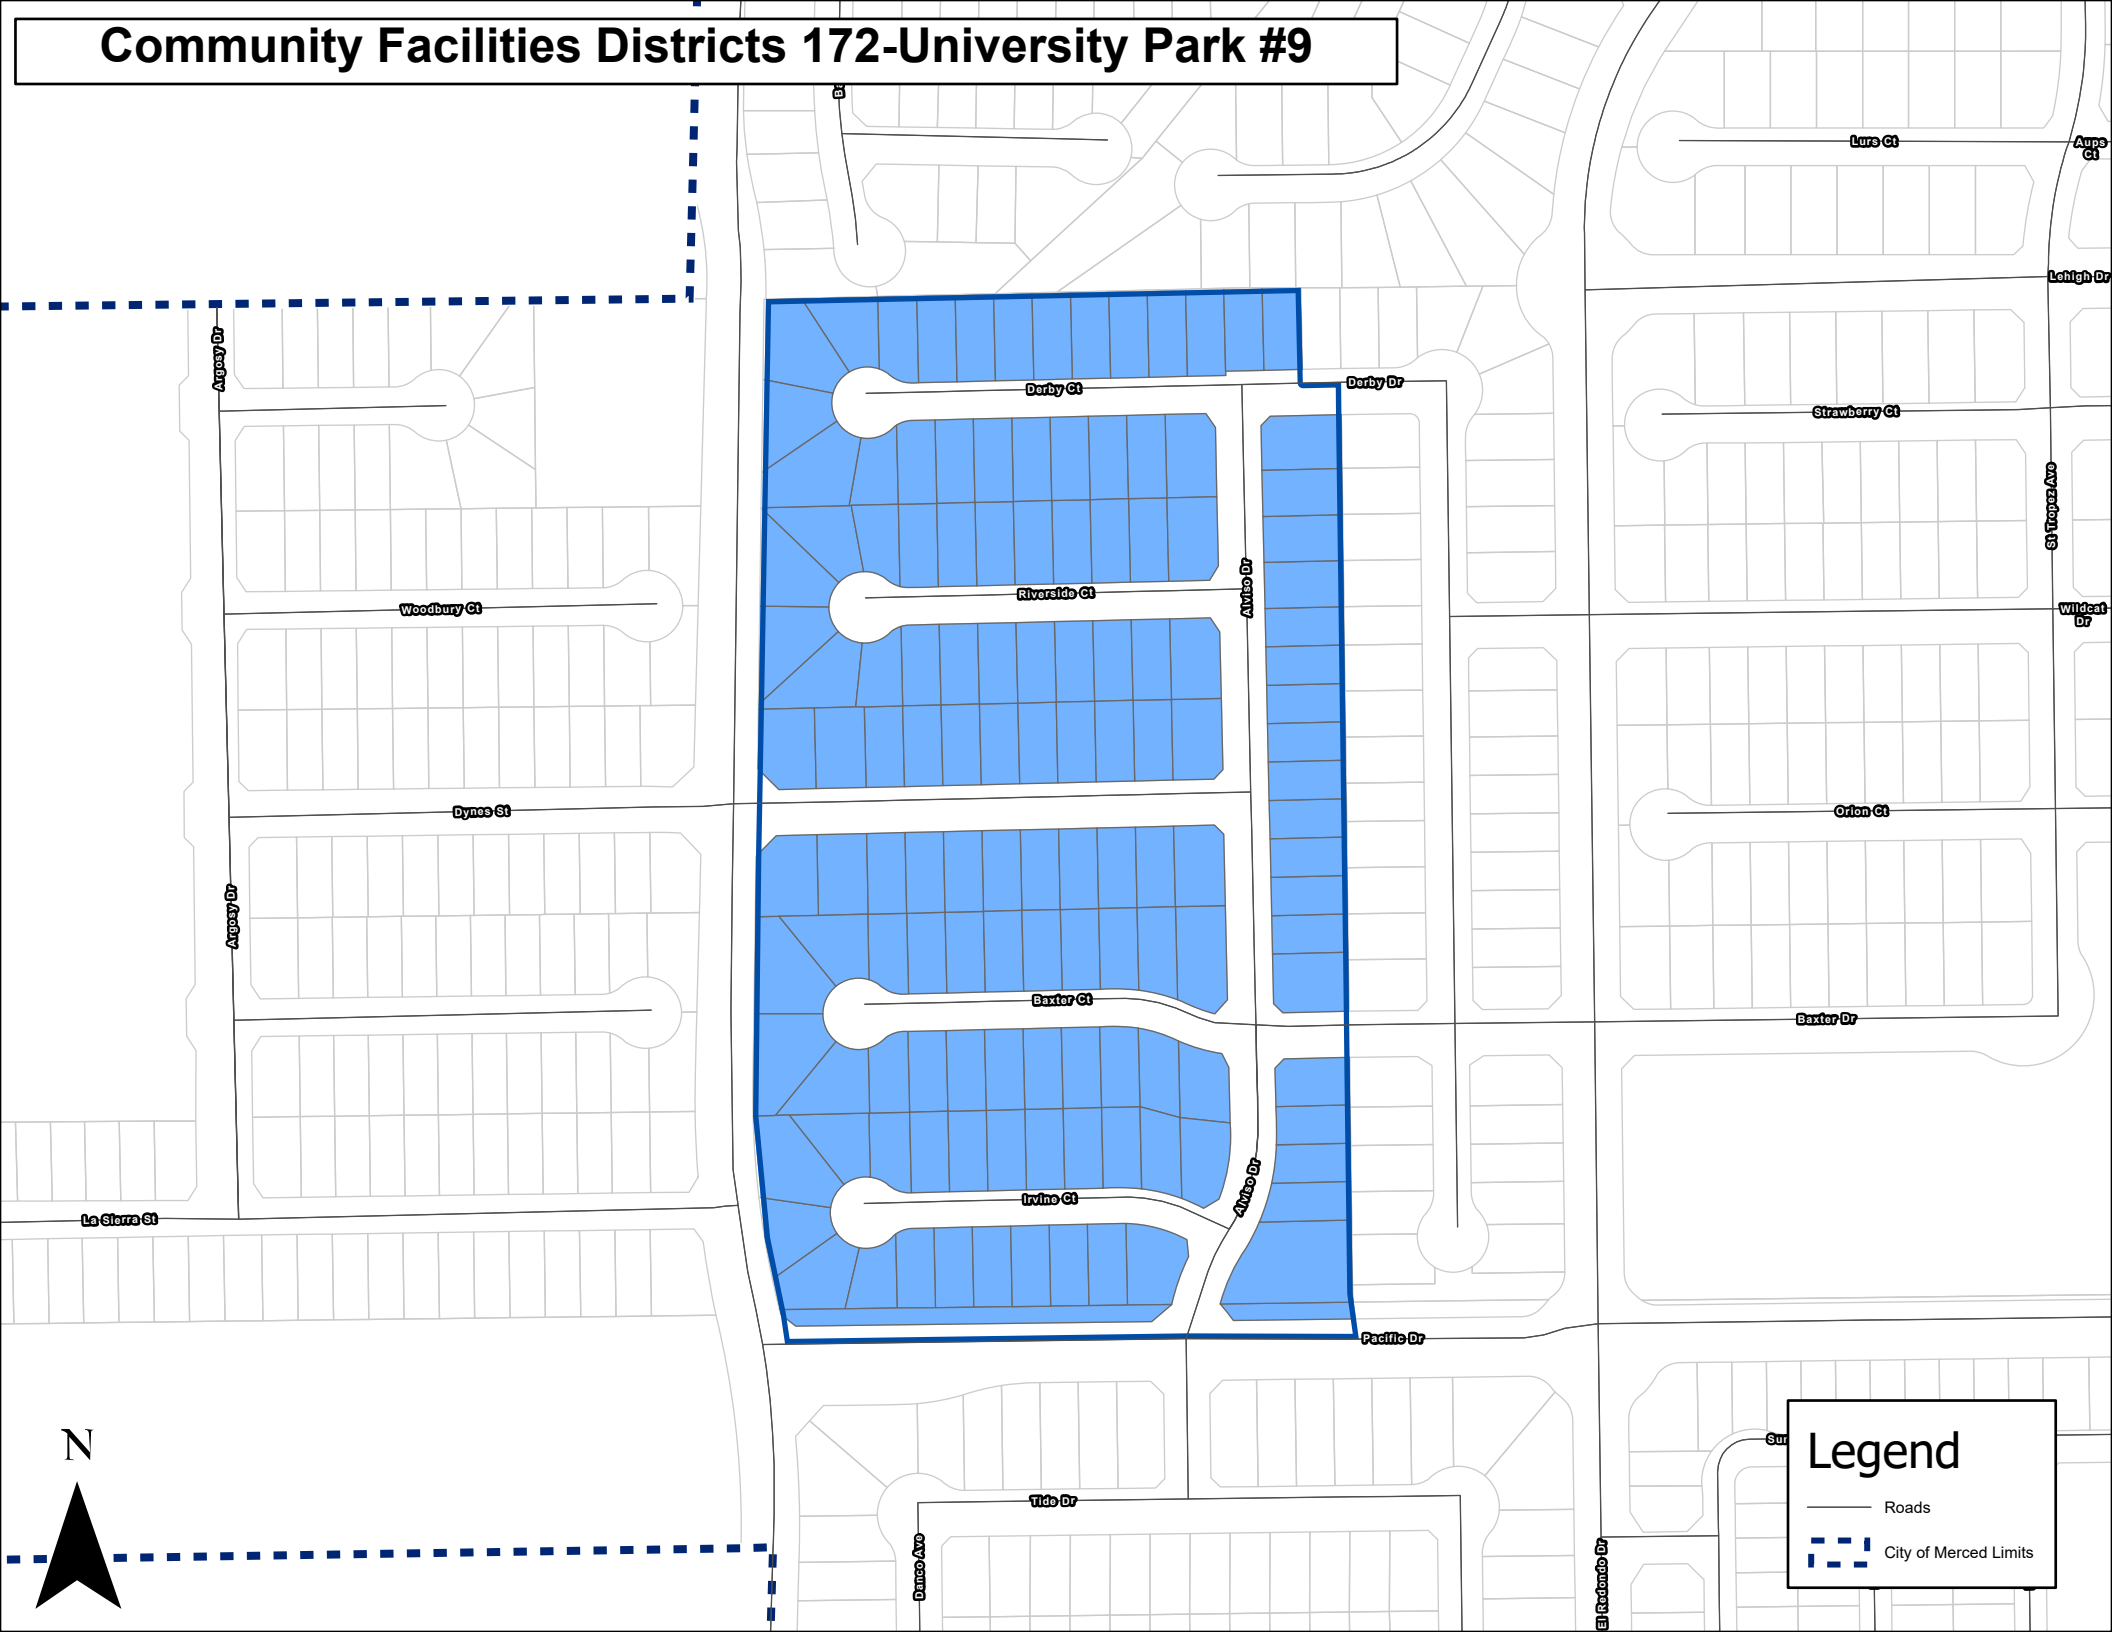 Community Facilities Districts 172-University Park #9
Lurs Ct
Aups
Ct
Lehigh Dr
Argosy Dr
Derby Ct
Derby Dr
Strawberry Ct
St Tropez Ave
Alviso Dr
Riverside Ct
Woodbury Ct
Wildcat
Dr
Dynes St
Orion Ct
Argosy Dr
Baxter Ct
Baxter Dr
Alviso Dr
Irvine Ct
La Sierra St
Pacific Dr
N
Legend
Roads
City of Merced Limits
Tide Dr
Danco Ave
El Redondo Dr